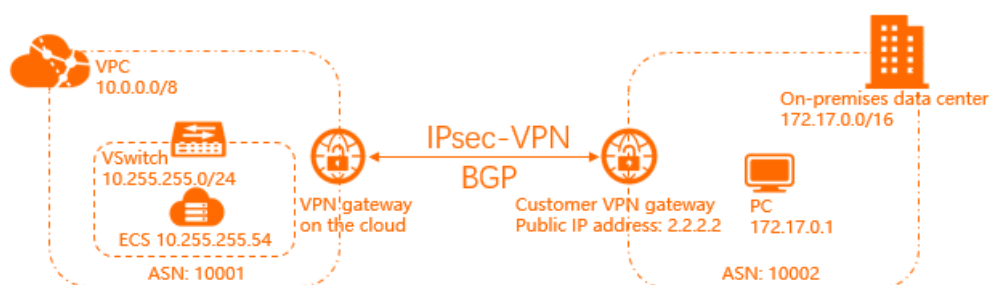 VPC
10.0.0.0/8
VSwitch
10.255.255.0/24
ECS 10.255.255.54
ASN: 10001
VPN gateway
on the cloud
IPsec-VPN
BGP
Customer VPN gateway
Public IP address: 2.2.2.2
On-premises data center
172.17.0.0/16
PC
172.17.0.1
ASN: 10002